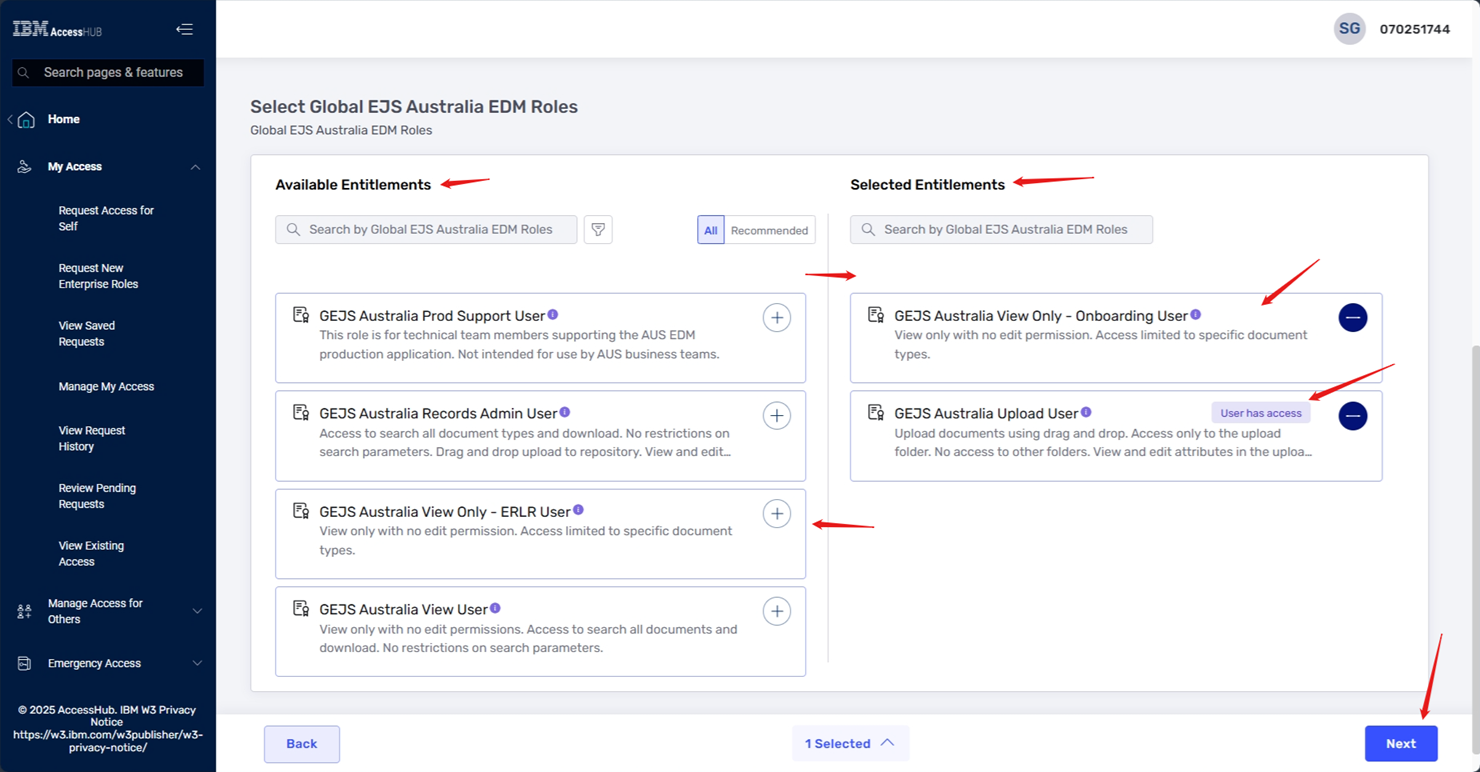 IBM AccessHUB
Search pages & features
Home
My Access
Request Access for
Self
Request New
Enterprise Roles
View Saved
Requests
Manage My Access
View Request
History
Review Pending
Requests
View Existing
Access
Manage Access for
Others
Emergency Access
© 2025 AccessHub. IBM W3 Privacy
Notice
https://w3.ibm.com/w3publisher/w3-
privacy-notice/
SG 070251744
Select Global EJS Australia EDM Roles
Global EJS Australia EDM Roles
Available Entitlements
Search by Global EJS Australia EDM Roles
All Recommended
GEJS Australia Prod Support User
This role is for technical team members supporting the AUS EDM
production application. Not intended for use by AUS business teams.
GEJS Australia Records Admin User
Access to search all document types and download. No restrictions on
search parameters. Drag and drop upload to repository. View and edit...
GEJS Australia View Only - ERLR User
View only with no edit permission. Access limited to specific document
types.
GEJS Australia View User
View only with no edit permissions. Access to search all documents and
download. No restrictions on search parameters.
Selected Entitlements
Search by Global EJS Australia EDM Roles
GEJS Australia View Only - Onboarding User
View only with no edit permission. Access limited to specific document
types.
GEJS Australia Upload User
User has access
Upload documents using drag and drop. Access only to the upload
folder. No access to other folders. View and edit attributes in the uploa...
Back
1 Selected
Next